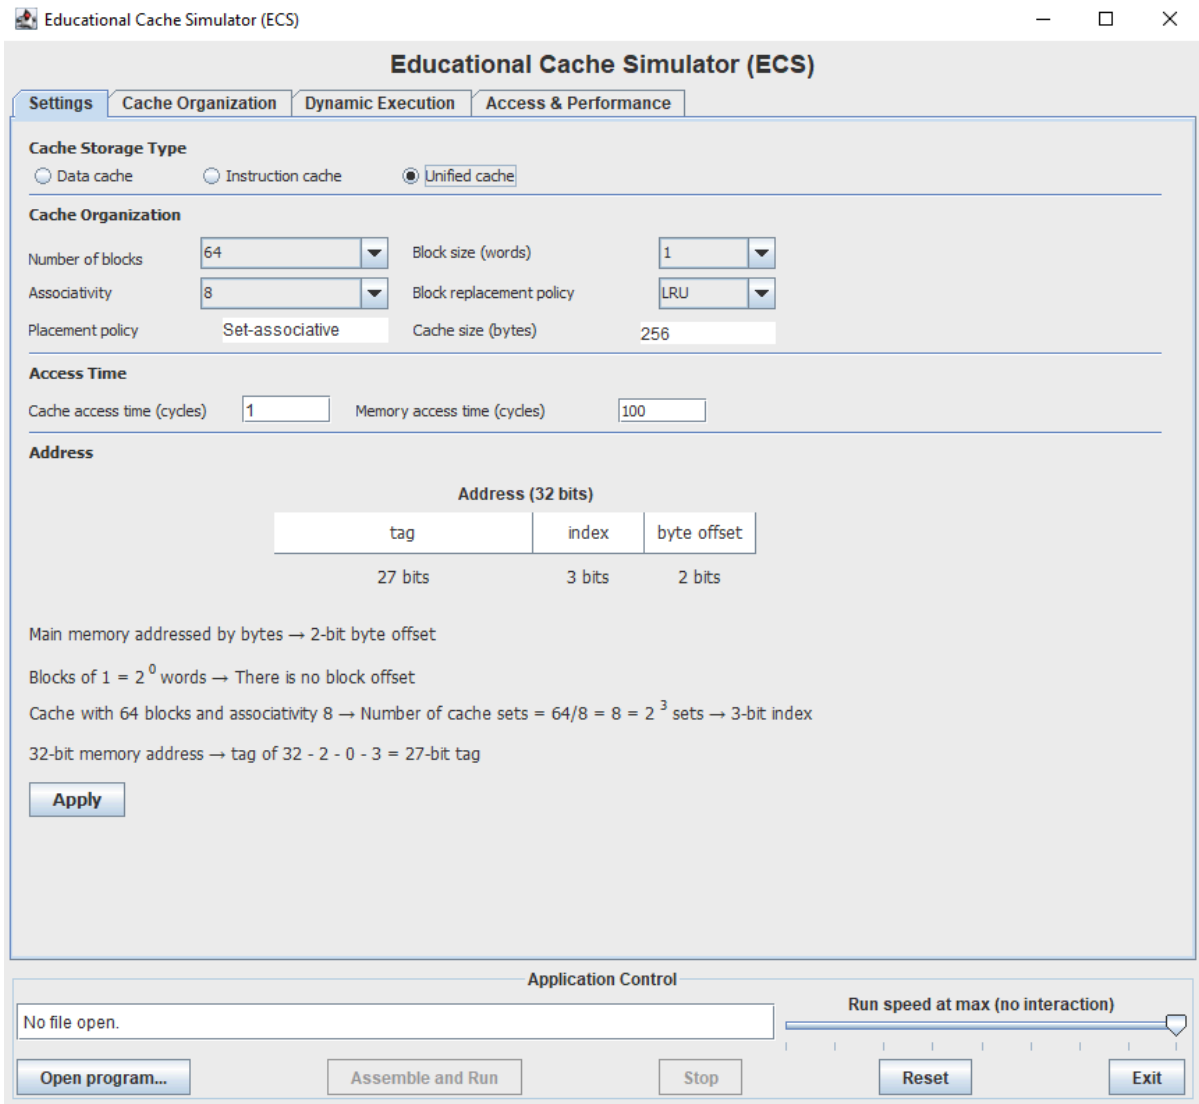 Educational Cache Simulator (ECS)
Educational Cache Simulator (ECS)
Settings Cache Organization Dynamic Execution Access & Performance
Cache Storage Type
Data cache Instruction cache Unified cache
Cache Organization
Number of blocks 64 Block size (words) 1
Associativity 8 Block replacement policy LRU
Placement policy Set-associative Cache size (bytes) 256
Access Time
Cache access time (cycles) 1 Memory access time (cycles) 100
Address
Address (32 bits)
tag index byte offset
27 bits 3 bits 2 bits
Main memory addressed by bytes → 2-bit byte offset
Blocks of 1 = 2⁰ words → There is no block offset
Cache with 64 blocks and associativity 8 → Number of cache sets = 64/8 = 8 = 2³ sets → 3-bit index
32-bit memory address → tag of 32 - 2 - 0 - 3 = 27-bit tag
Apply
Application Control
No file open. Run speed at max (no interaction)
Open program... Assemble and Run Stop Reset Exit